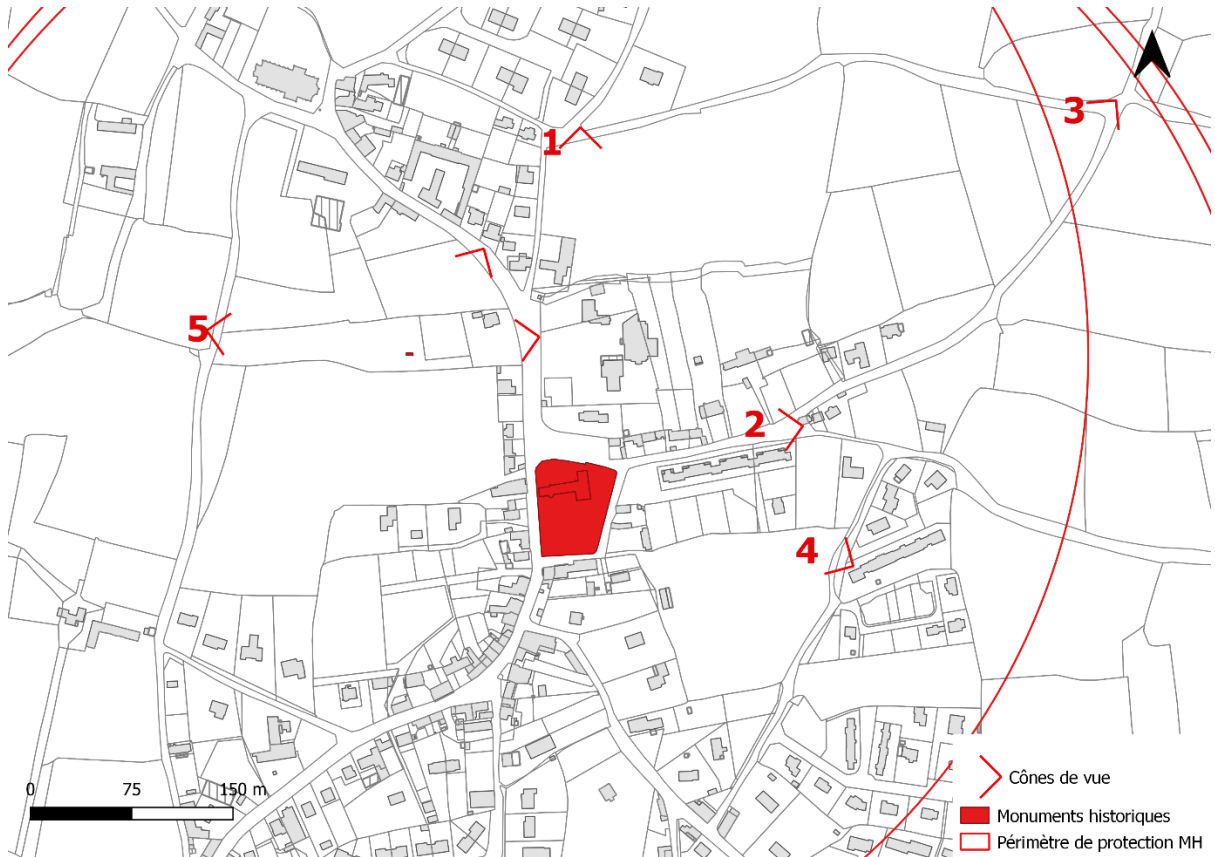 3
1
5
2
4
0 75 150 m
Cônes de vue
Monuments historiques
Périmètre de protection MH